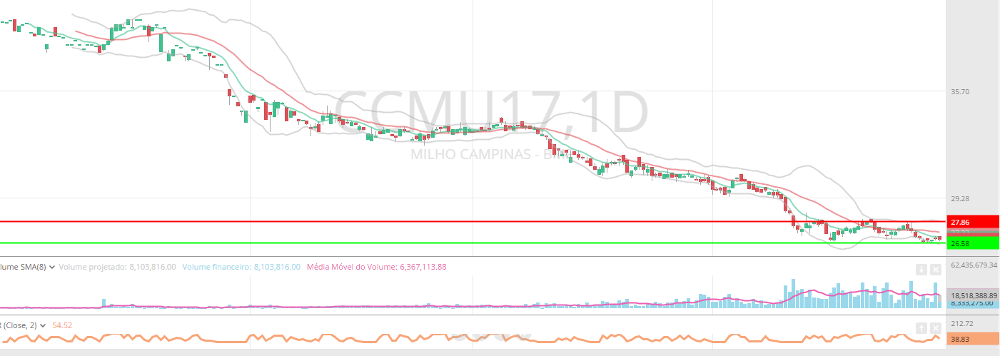 CCMU17,1D
MILHO CAMPINAS - BM
35.70
29.28
27.86
26.58
lume SMA(8) Volume projetado: 8,103,816.00 Volume financeiro: 8,103,816.00 Média Móvel do Volume: 6,367,113.88
62,435,679.34
18,518,388.89
8,333,275.00
(Close, 2) 54.52
212.72
38.83